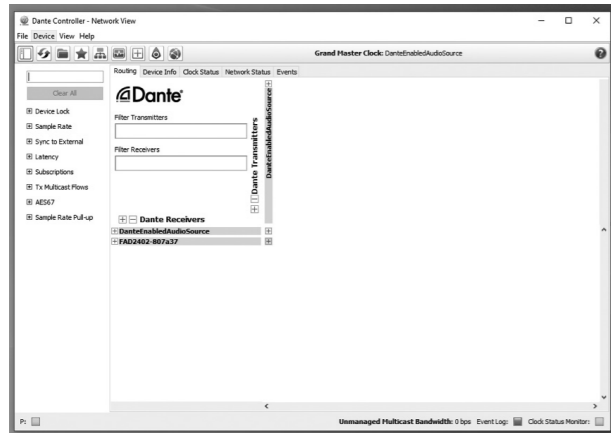 Dante Controller - Network View
File Device View Help
Grand Master Clock: DanteEnabledAudioSource
Routing Device Info Clock Status Network Status Events
Clear All
Device Lock
Sample Rate
Sync to External
Latency
Subscriptions
Tx Multicast Flows
AES67
Sample Rate Pull-up
Dante
Filter Transmitters
Filter Receivers
Dante Transmitters
DanteEnabledAudioSource
Dante Receivers
DanteEnabledAudioSource
FAD2402-807a37
P:
Unmanaged Multicast Bandwidth: 0 bps Event Log: Clock Status Monitor: